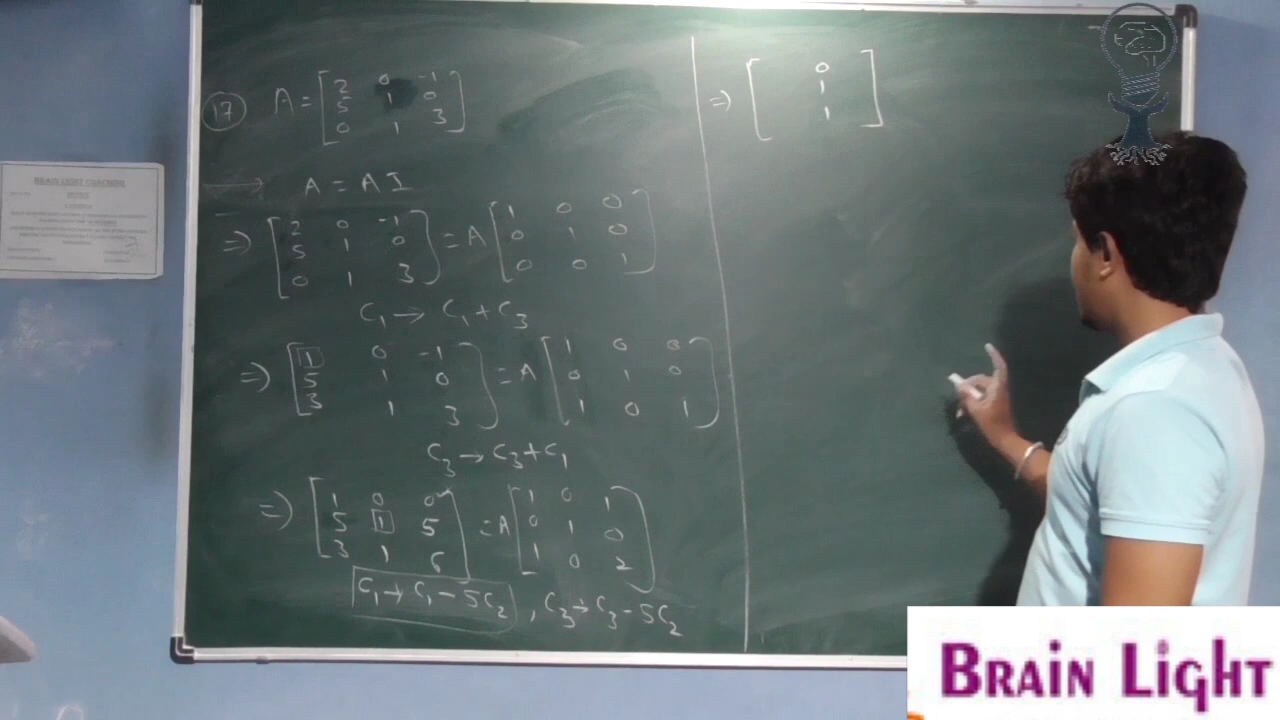 17 A = [ 2 0 -1
5 1 0
0 1 3 ]
→ A = A I
⇒ [ 2 0 -1
5 1 0
0 1 3 ] = A [ 1 0 0
0 1 0
0 0 1 ]
C₁ → C₁ + C₃
⇒ [ 1 0 -1
5 1 0
3 1 3 ] = A [ 1 0 0
0 1 0
1 0 1 ]
C₃ → C₃ + C₁
⇒ [ 1 0 0
5 1 5
3 1 6 ] = A [ 1 0 1
0 1 0
1 0 2 ]
C₁ → C₁ - 5C₂ , C₃ → C₃ - 5C₂
⇒ [ 0
1
1 ]
BRAIN LIGHT COACHING
BRAIN LIGHT